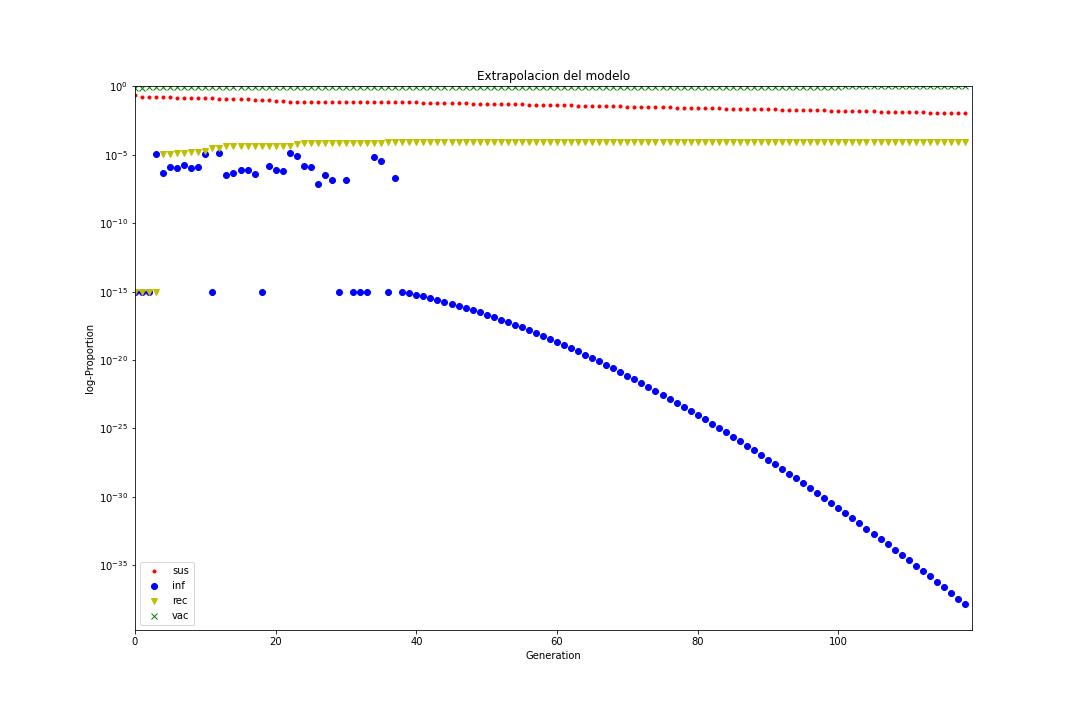 Extrapolacion del modelo
log-Proportion
10^0
10^-5
10^-10
10^-15
10^-20
10^-25
10^-30
10^-35
sus
inf
rec
vac
0 20 40 60 80 100
Generation